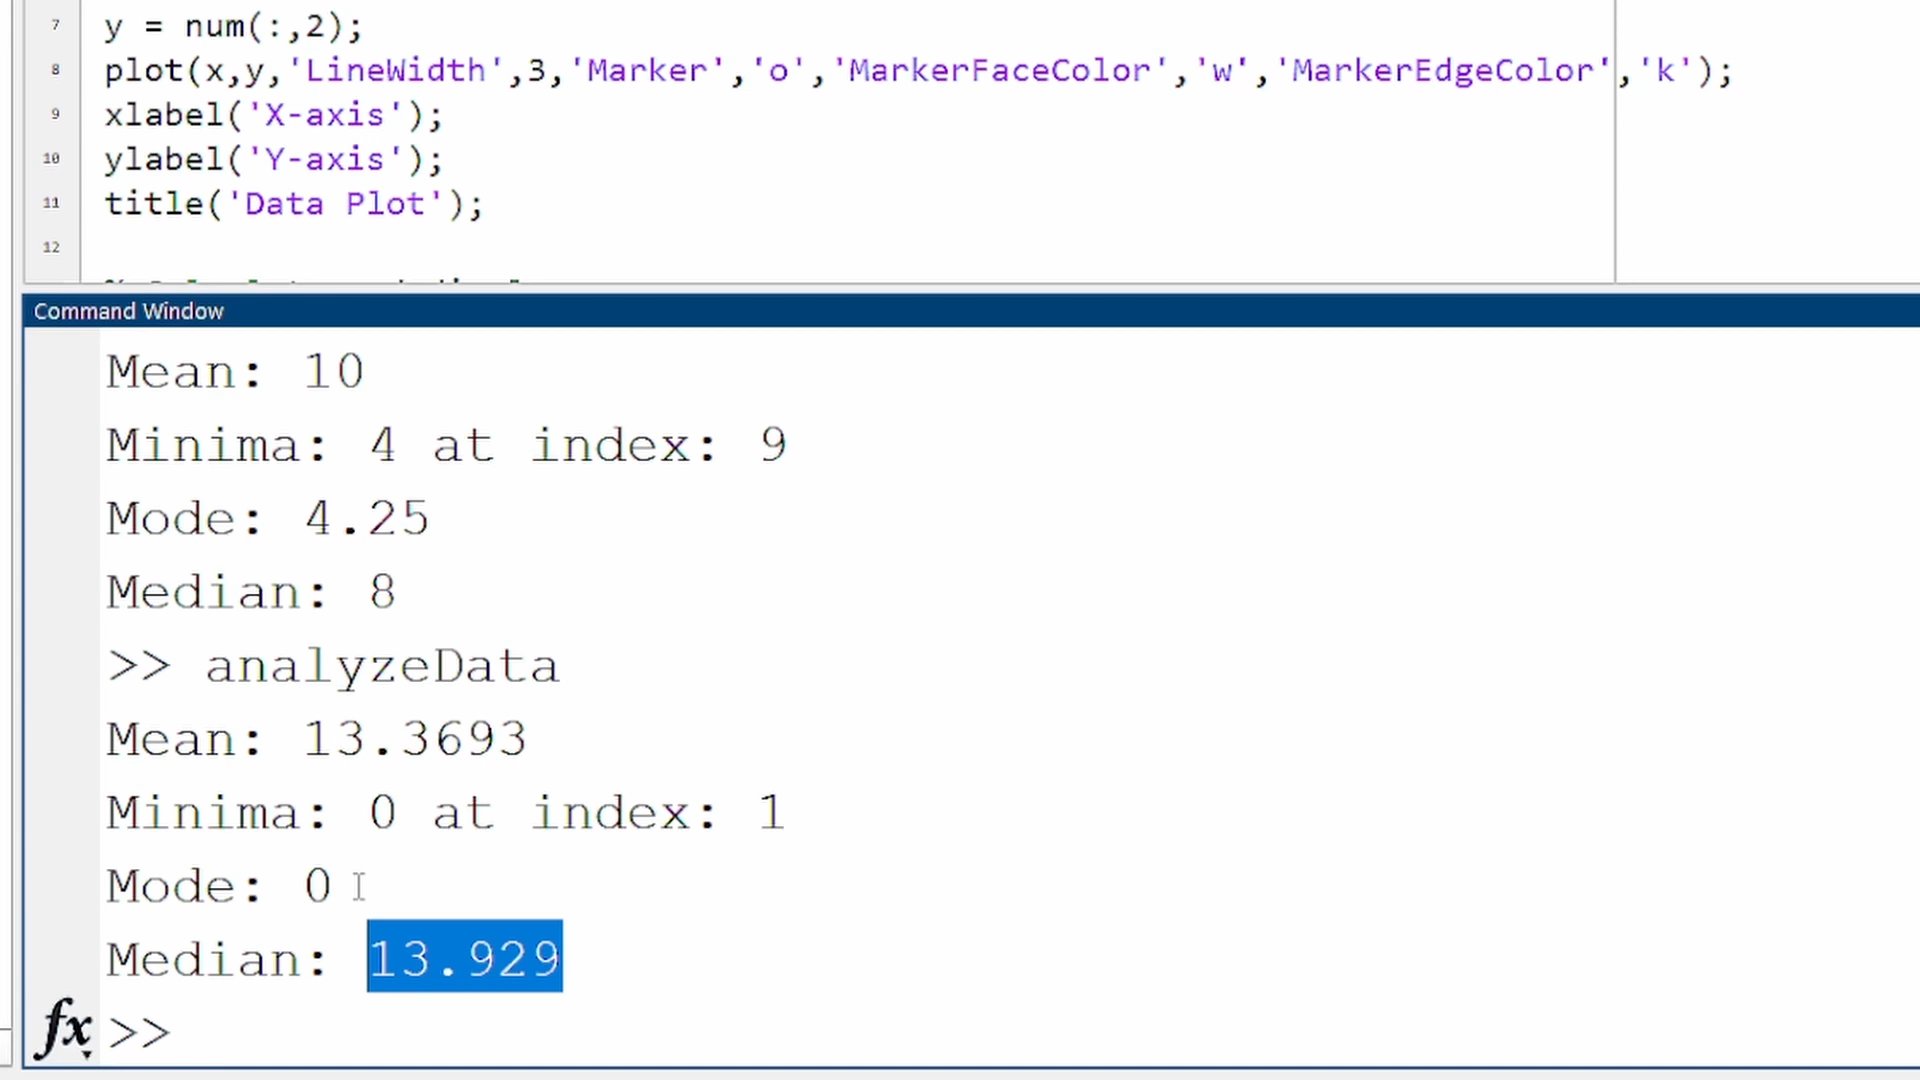 7 y = num(:,2);
8 plot(x,y,'LineWidth',3,'Marker','o','MarkerFaceColor','w','MarkerEdgeColor','k');
9 xlabel('X-axis');
10 ylabel('Y-axis');
11 title('Data Plot');
12
Command Window
Mean: 10
Minima: 4 at index: 9
Mode: 4.25
Median: 8
>> analyzeData
Mean: 13.3693
Minima: 0 at index: 1
Mode: 0
Median: 13.929
fx >>